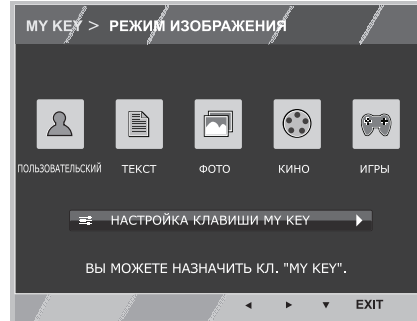 MY KEY > РЕЖИМ ИЗОБРАЖЕНИЯ
ПОЛЬЗОВАТЕЛЬСКИЙ ТЕКСТ ФОТО КИНО ИГРЫ
НАСТРОЙКА КЛАВИШИ MY KEY
ВЫ МОЖЕТЕ НАЗНАЧИТЬ КЛ. "MY KEY".
EXIT